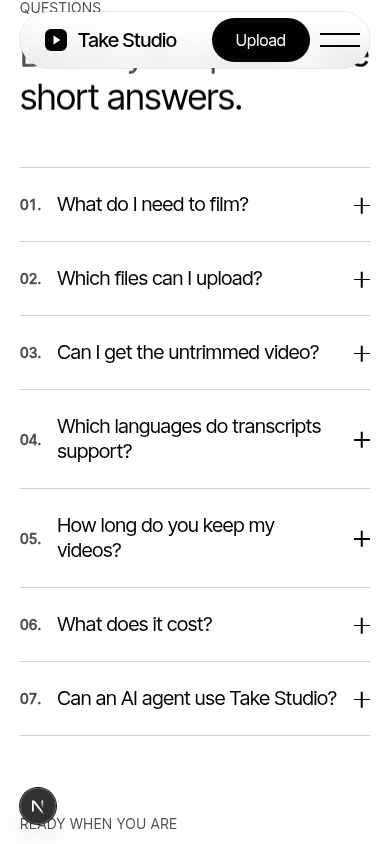 QUESTIONS
Take Studio
Upload
short answers.
01. What do I need to film?
02. Which files can I upload?
03. Can I get the untrimmed video?
04. Which languages do transcripts
support?
05. How long do you keep my
videos?
06. What does it cost?
07. Can an AI agent use Take Studio?
N
READY WHEN YOU ARE